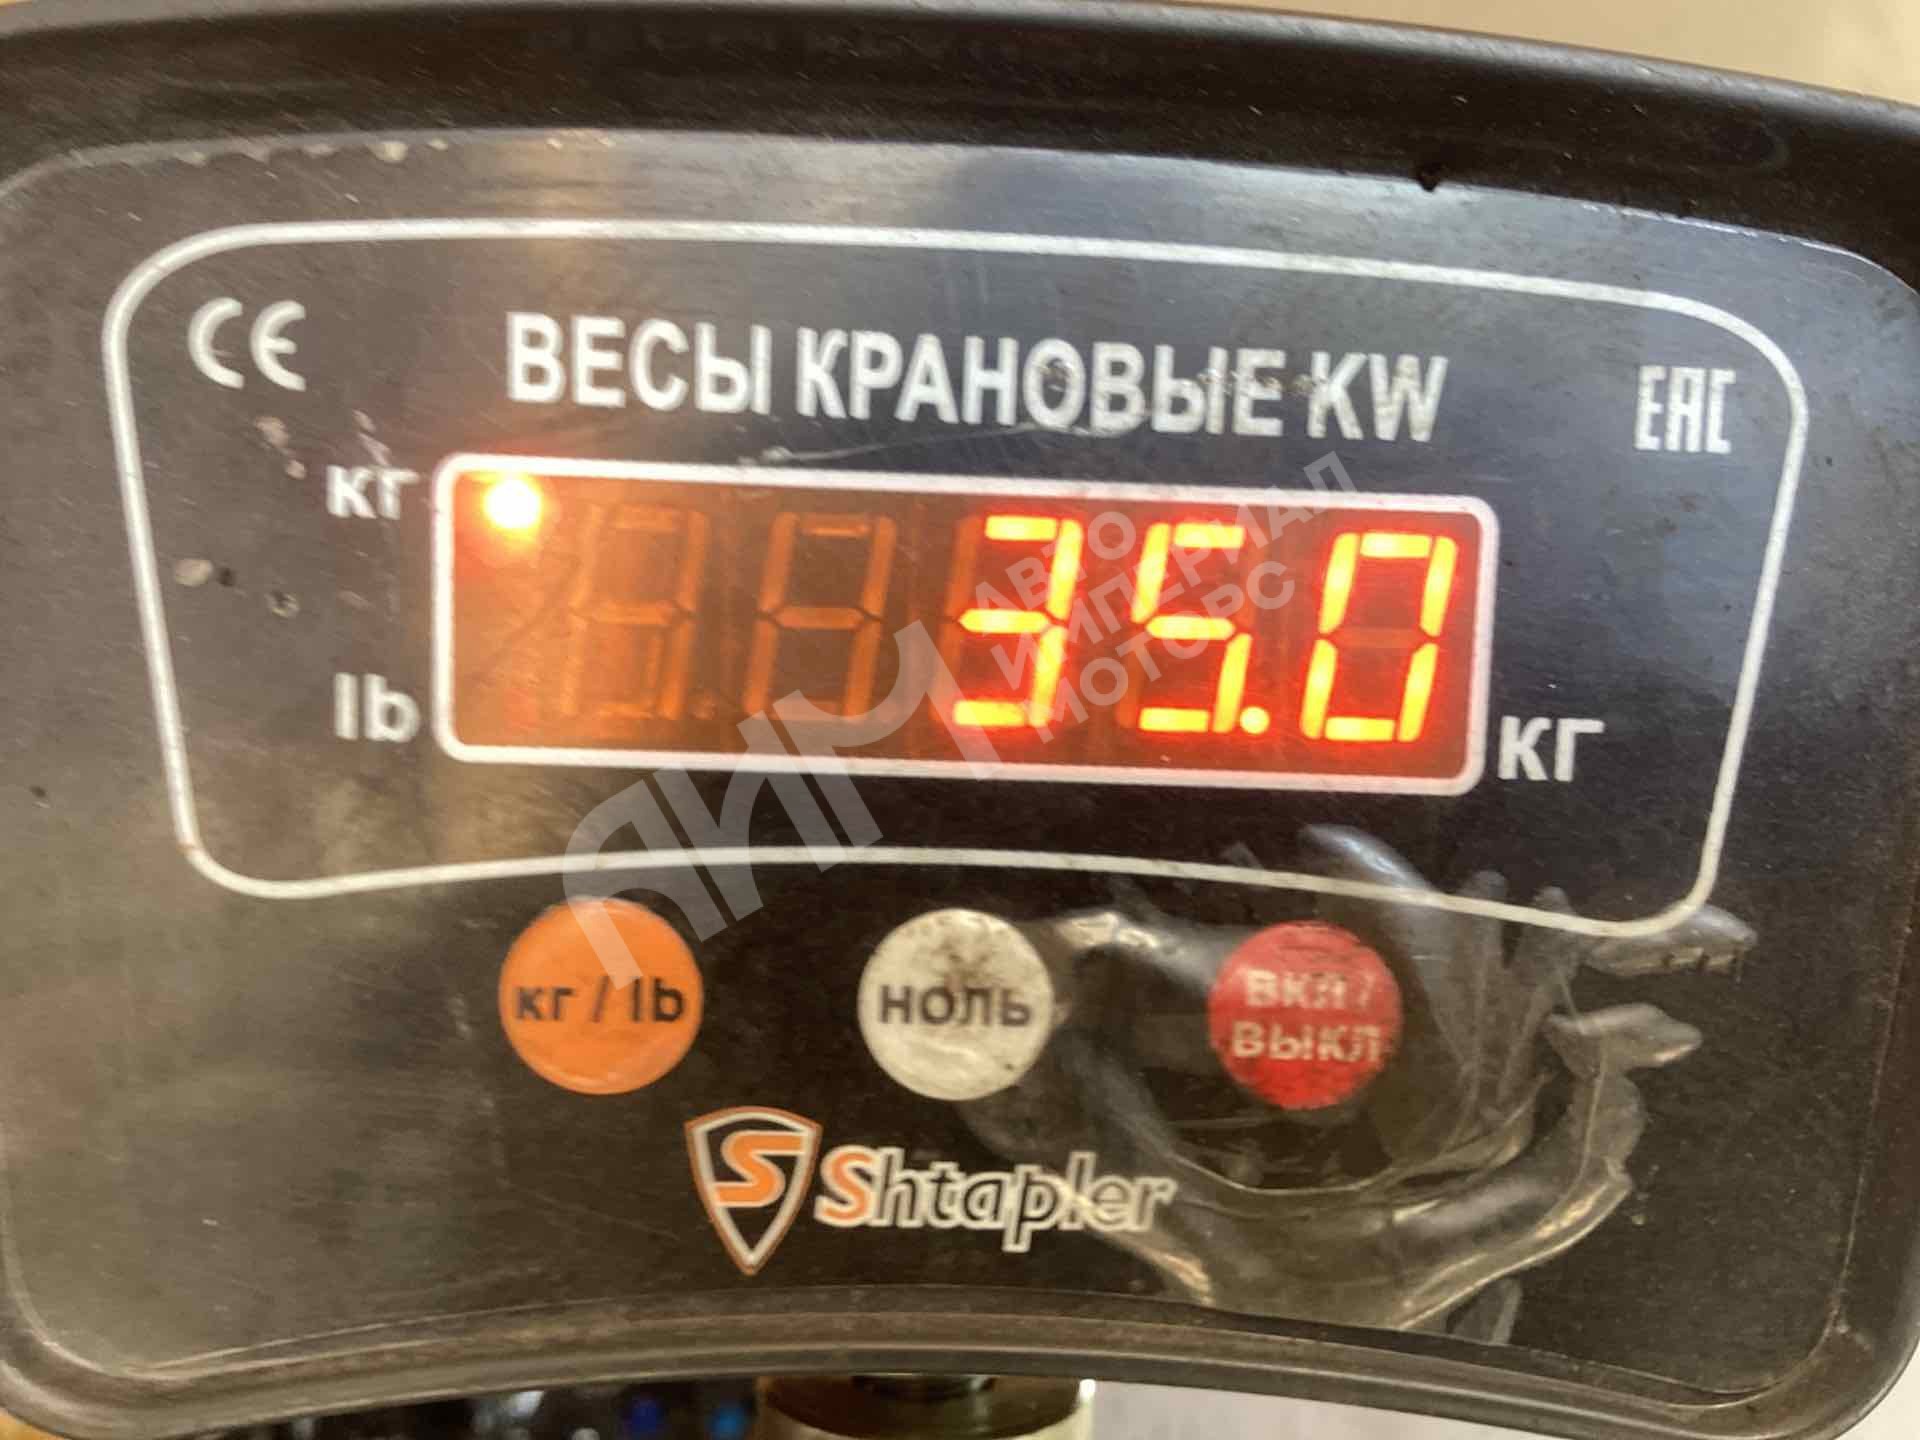 CE
ВЕСЫ КРАНОВЫЕ KW
EAC
кг
35.0
lb
кг
АВТО
ИМПЕРИАЛ
МОТОРС
ЛИМ
кг / lb
НОЛЬ
ВКЛ /
ВЫКЛ
S Shtapler